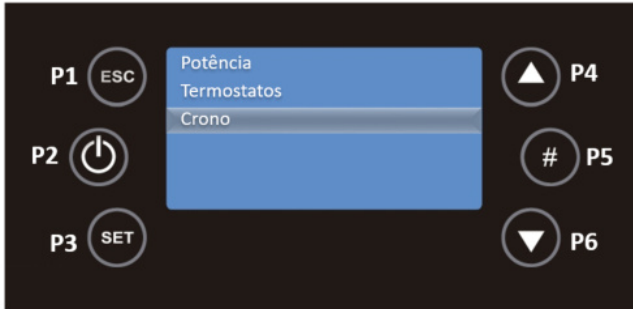 P1 ESC
Potência
Termostatos
Crono
P4
P2
# P5
P3 SET
P6